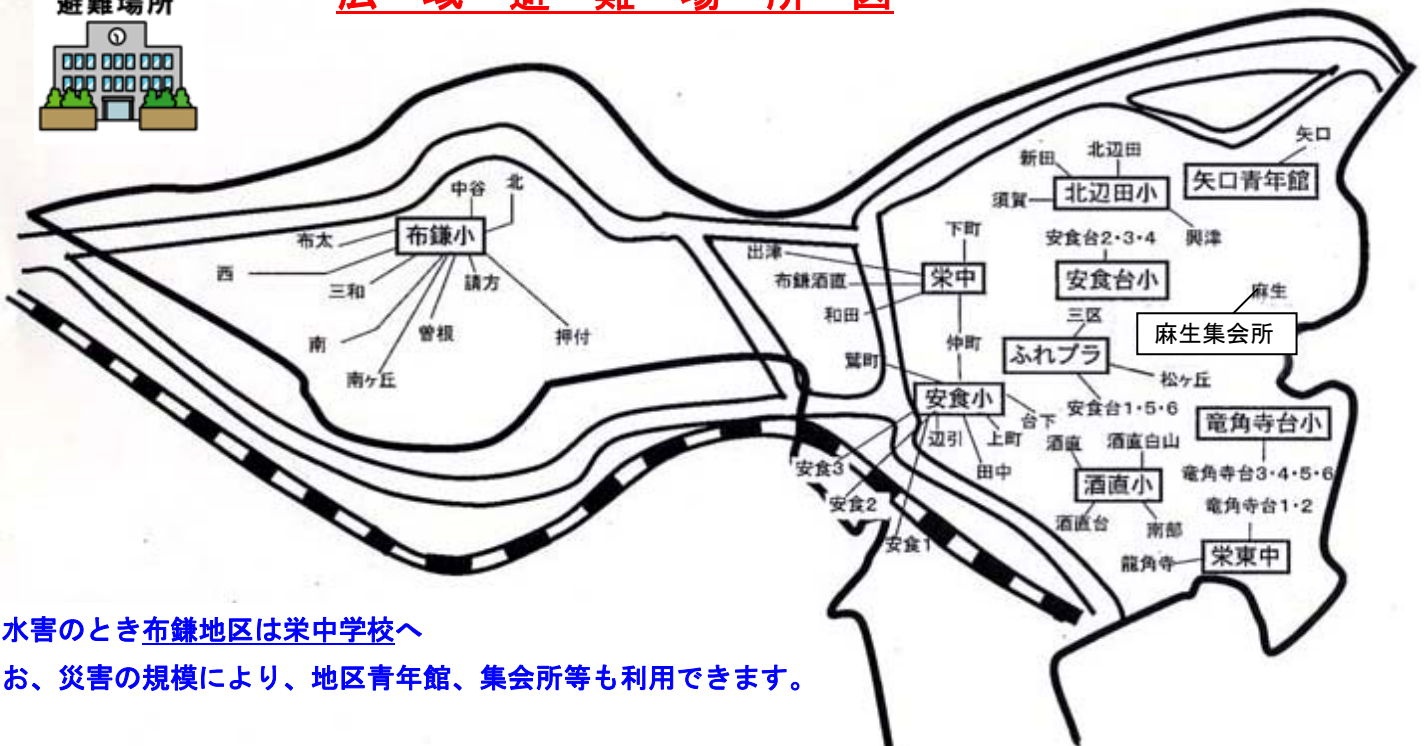 避難場所
広域避難場所図
矢口
北辺田
新田
矢口青年館
北辺田小
須賀
北
中谷
布鎌小
布太
西
三和
請方
南
曽根
押付
南ヶ丘
下町
出津
栄中
布鎌酒直
和田
仲町
安食台2・3・4
興津
安食台小
麻生
三区
麻生集会所
ふれプラ
松ヶ丘
鷲町
安食小
安食台1・5・6
台下
竜角寺台小
辺引
上町
酒直
酒直白山
安食3
田中
竜角寺台3・4・5・6
酒直小
安食2
竜角寺台1・2
酒直台
南部
安食1
龍角寺
栄東中
水害のとき布鎌地区は栄中学校へ
お、災害の規模により、地区青年館、集会所等も利用できます。